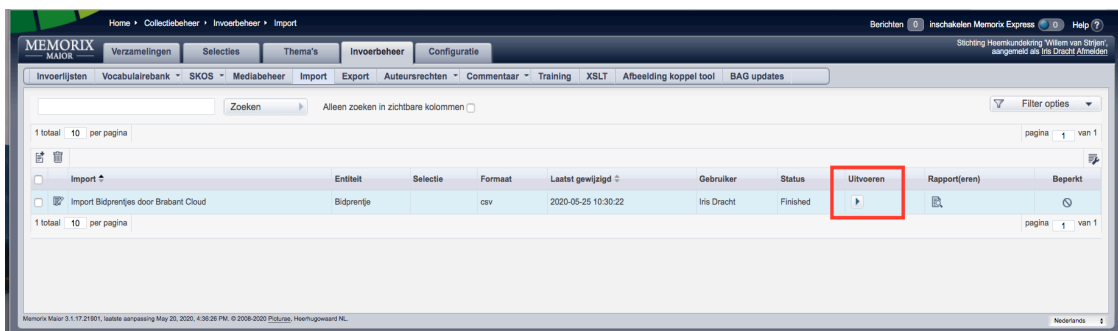 Home ▸ Collectiebeheer ▸ Invoerbeheer ▸ Import
Berichten 0 inschakelen Memorix Express 0 Help ?
MEMORIX MAIOR
Verzamelingen Selecties Thema's Invoerbeheer Configuratie
Stichting Heemkundekring 'Willem van Strijen',
aangemeld als Iris Dracht Afmelden
Invoerlijsten Vocabulairebank SKOS Mediabeheer Import Export Auteursrechten Commentaar Training XSLT Afbeelding koppel tool BAG updates
Zoeken Alleen zoeken in zichtbare kolommen Filter opties
1 totaal 10 per pagina pagina 1 van 1
Import Entiteit Selectie Formaat Laatst gewijzigd Gebruiker Status Uitvoeren Rapport(eren) Beperkt
Import Bidprentjes door Brabant Cloud Bidprentje csv 2020-05-25 10:30:22 Iris Dracht Finished
1 totaal 10 per pagina pagina 1 van 1
Memorix Maior 3.1.17.21901, laatste aanpassing May 20, 2020, 4:36:26 PM. © 2008-2020 Picturae, Heerhugowaard NL.
Nederlands